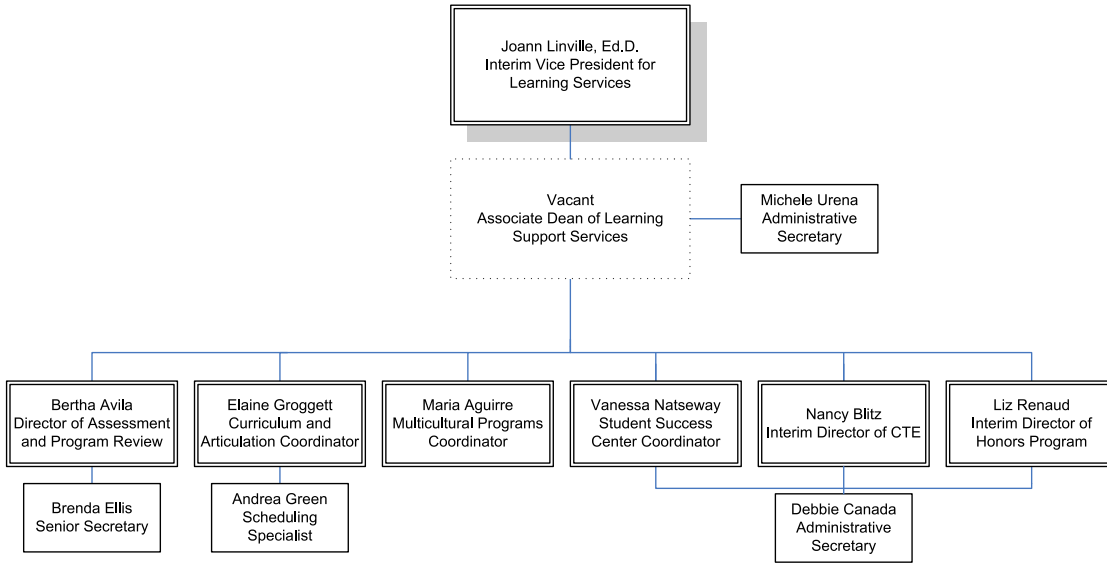 Joann Linville, Ed.D.
Interim Vice President for
Learning Services
Vacant
Associate Dean of Learning
Support Services
Michele Urena
Administrative
Secretary
Bertha Avila
Director of Assessment
and Program Review
Elaine Groggett
Curriculum and
Articulation Coordinator
Maria Aguirre
Multicultural Programs
Coordinator
Vanessa Natseway
Student Success
Center Coordinator
Nancy Blitz
Interim Director of CTE
Liz Renaud
Interim Director of
Honors Program
Brenda Ellis
Senior Secretary
Andrea Green
Scheduling
Specialist
Debbie Canada
Administrative
Secretary